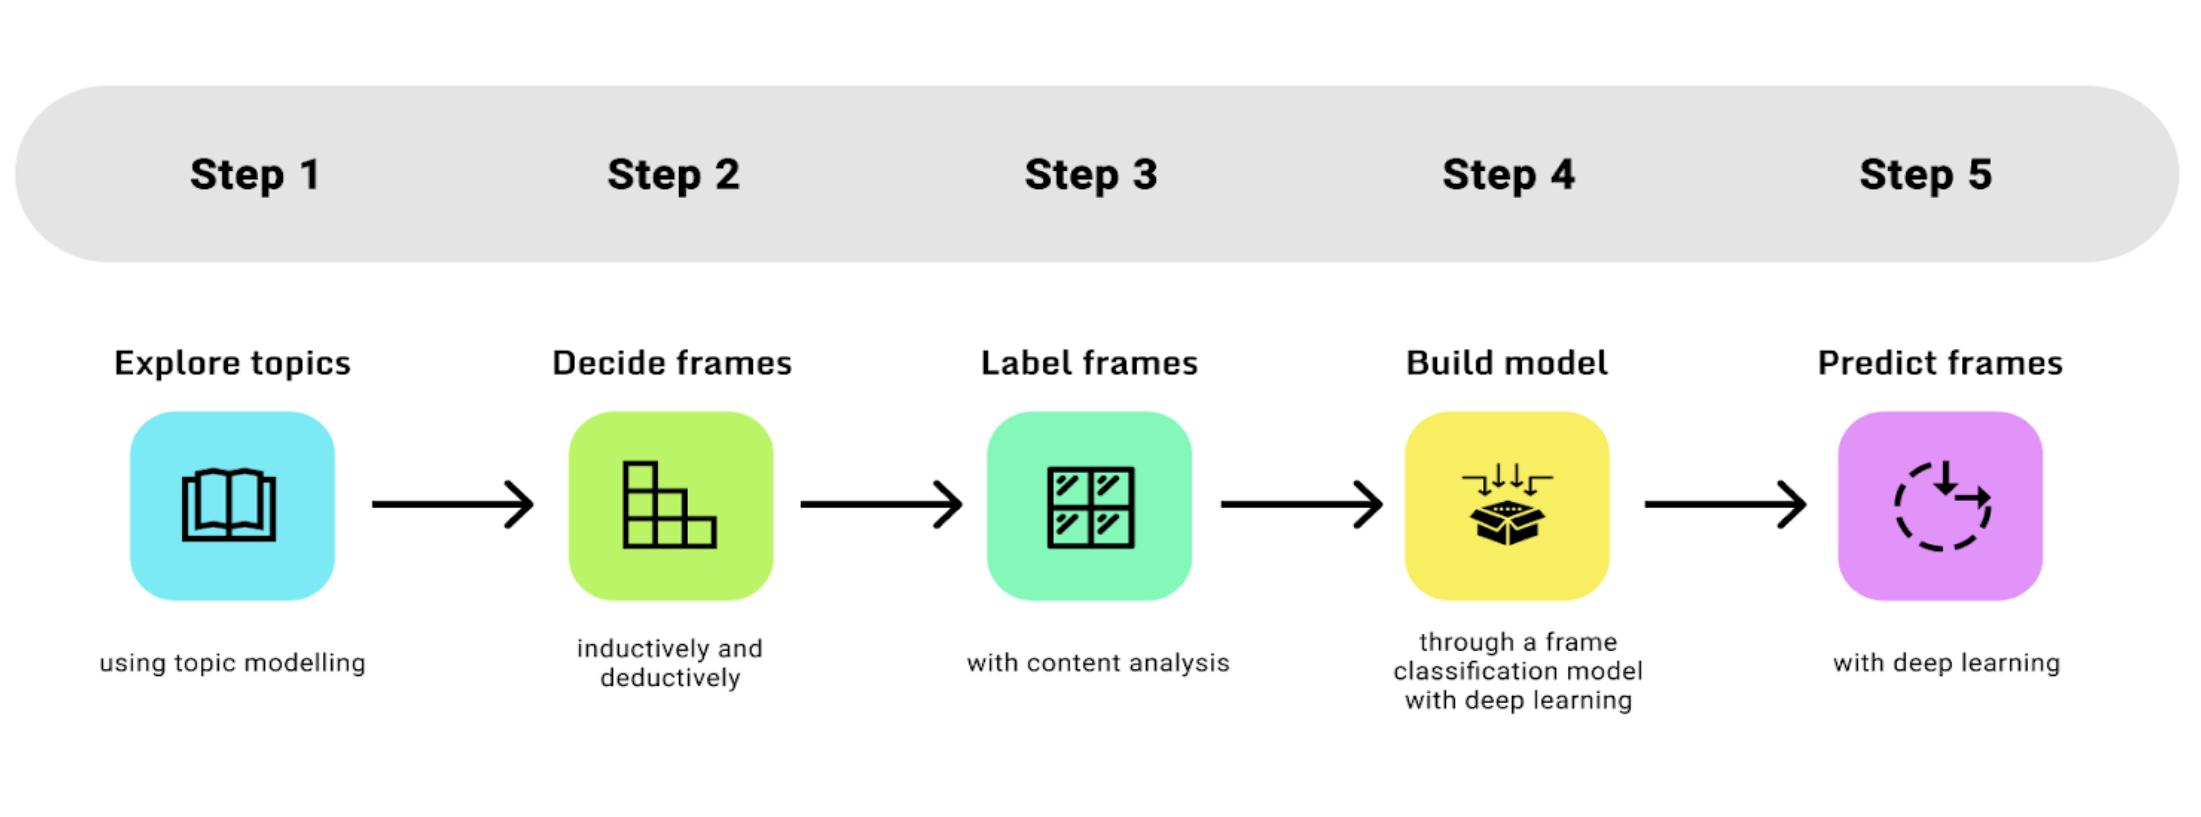 Step 1
Step 2
Step 3
Step 4
Step 5
Explore topics
Decide frames
Label frames
Build model
Predict frames
using topic modelling
inductively and
deductively
with content analysis
through a frame
classification model
with deep learning
with deep learning